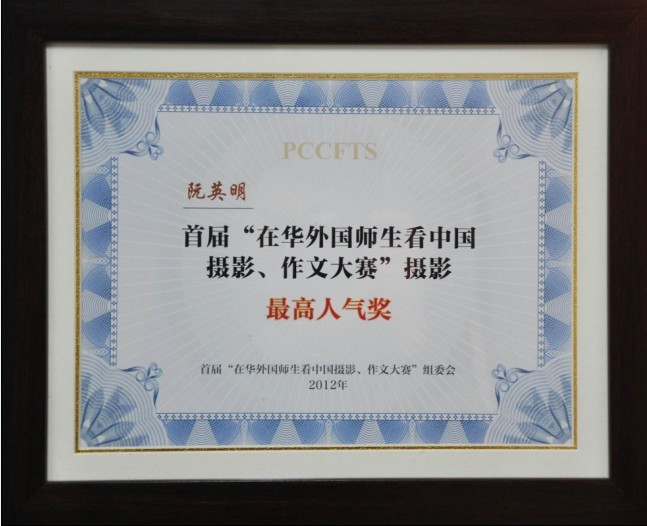 PCCFTS
阮英明
首届“在华外国师生看中国
摄影、作文大赛”摄影
最高人气奖
首届“在华外国师生看中国摄影、作文大赛”组委会
2012年